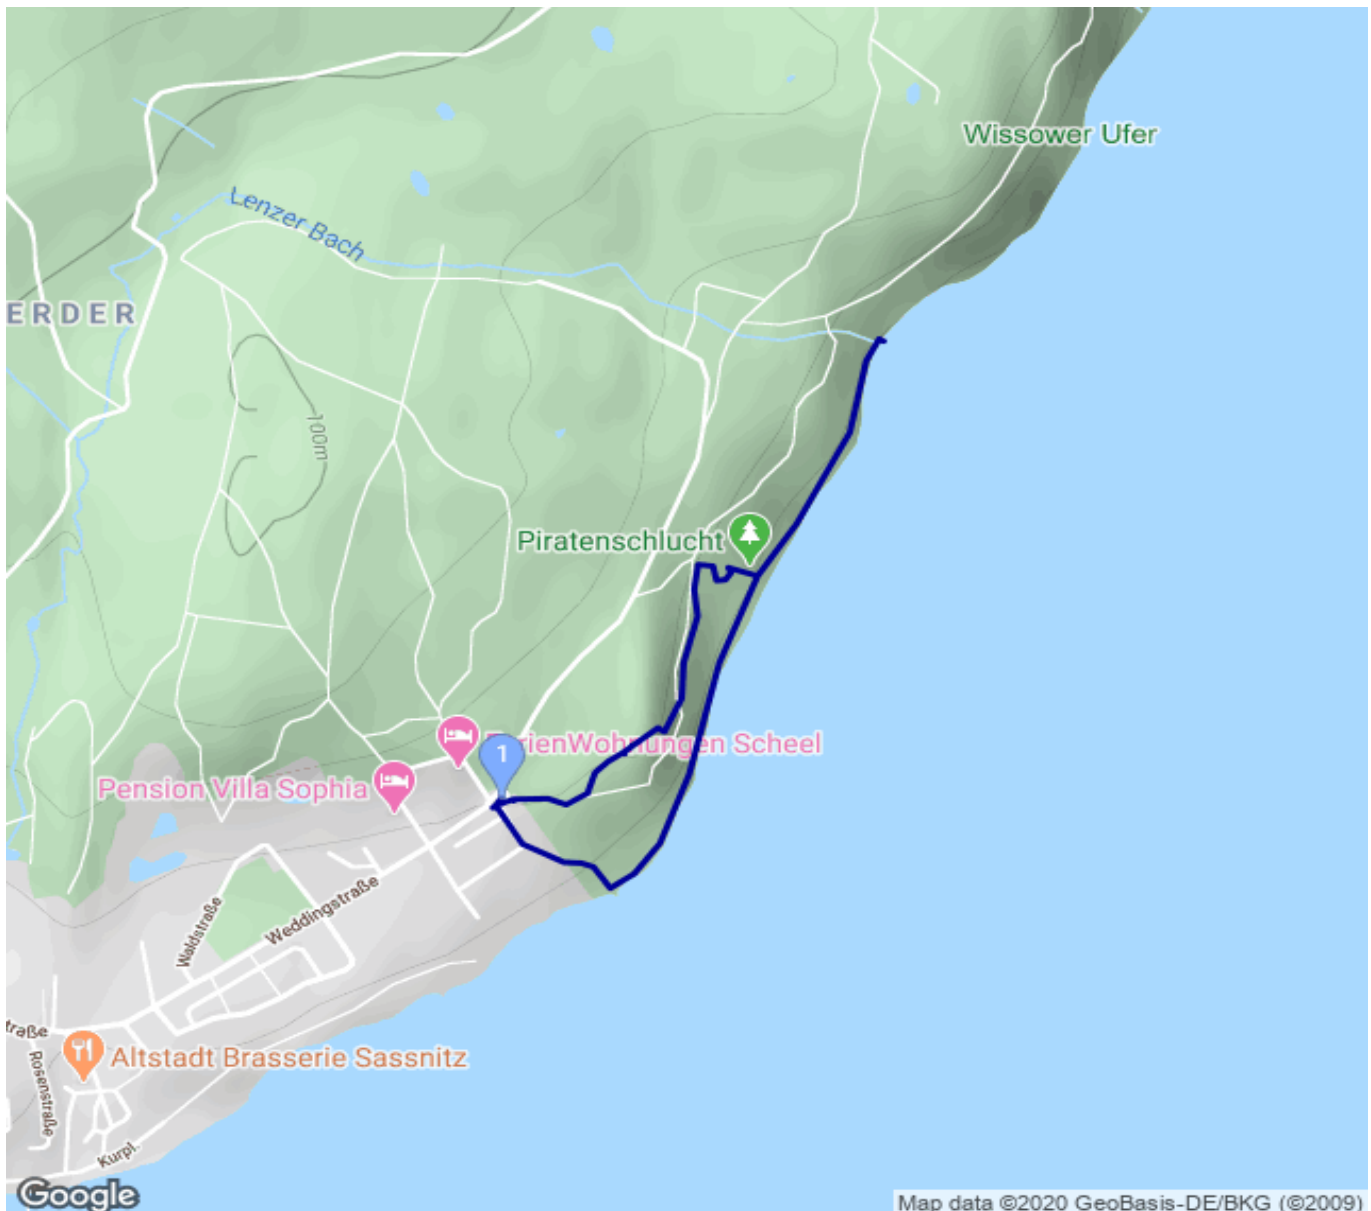 Wissower Ufer
Lenzer Bach
ERDER
100m
Piratenschlucht
1
rienWohnungen Scheel
Pension Villa Sophia
Weddingstraße
Waldstraße
traße
Rosenstraße
Altstadt Brasserie Sassnitz
Kurpl.
Google
Map data ©2020 GeoBasis-DE/BKG (©2009)